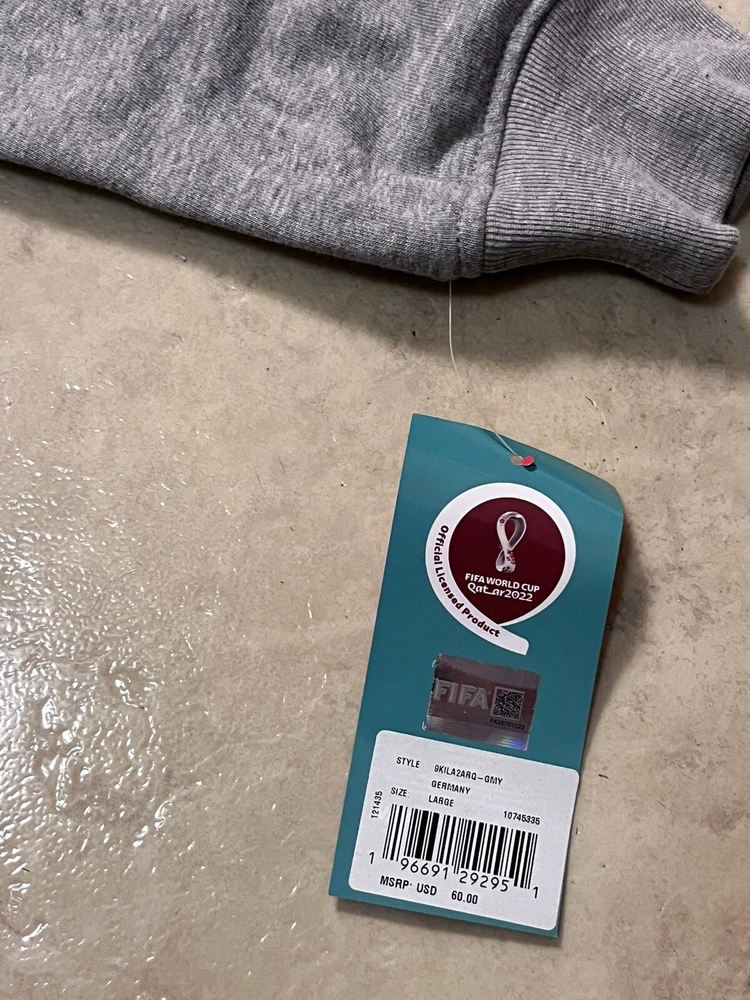 Official Licensed Product
FIFA WORLD CUP
Qatar2022
FIFA
STYLE 9KILA2ARQ-GMY
GERMANY
SIZE LARGE 10745335
121435
1 96691 29295 1
MSRP· USD 60.00